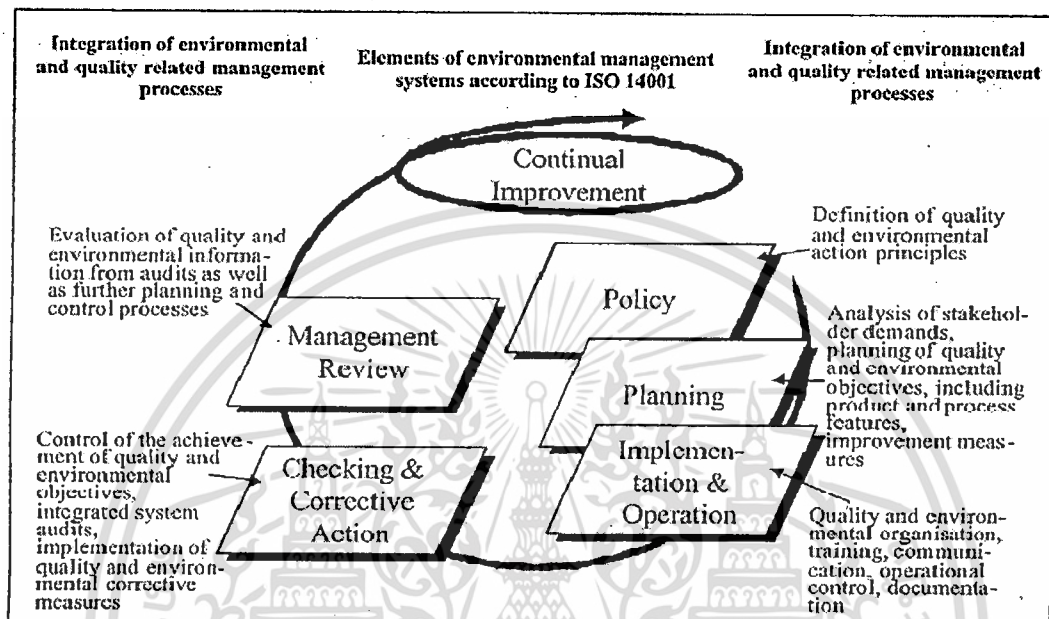 Integration of environmental
and quality related management
processes
Elements of environmental management
systems according to ISO 14001
Integration of environmental
and quality related management
processes
Continual
Improvement
Definition of quality
and environmental
action principles
Evaluation of quality and
environmental informa-
tion from audits as well
as further planning and
control processes
Policy
Management
Review
Analysis of stakehol-
der demands,
planning of quality
and environmental
objectives, including
product and process
features,
improvement meas-
ures
Planning
Control of the achieve-
ment of quality and
environmental
objectives,
integrated system
audits,
implementation of
quality and environ-
mental corrective
measures
Checking &
Corrective
Action
Implemen-
tation &
Operation
Quality and environ-
mental organisation,
training, communi-
cation, operational
control, documenta-
tion